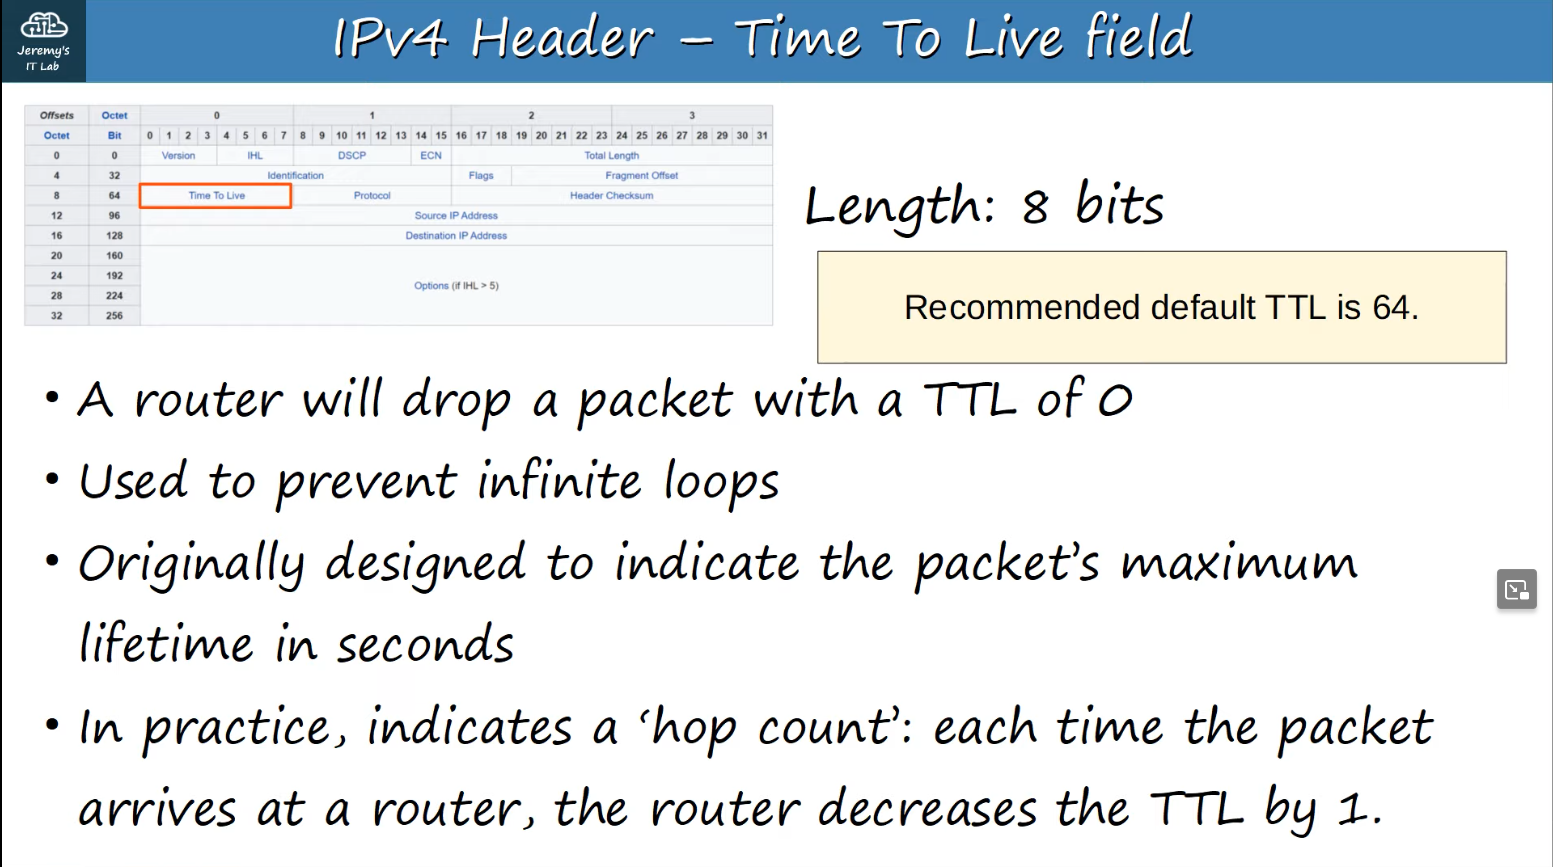 Jeremy's
IT Lab
IPv4 Header – Time To Live field
Offsets Octet 0 1 2 3
Octet Bit 0 1 2 3 4 5 6 7 8 9 10 11 12 13 14 15 16 17 18 19 20 21 22 23 24 25 26 27 28 29 30 31
0 0 Version IHL DSCP ECN Total Length
4 32 Identification Flags Fragment Offset
8 64 Time To Live Protocol Header Checksum
12 96 Source IP Address
16 128 Destination IP Address
20 160
24 192
Options (if IHL > 5)
28 224
32 256
Length: 8 bits
Recommended default TTL is 64.
• A router will drop a packet with a TTL of 0
• Used to prevent infinite loops
• Originally designed to indicate the packet’s maximum
lifetime in seconds
• In practice, indicates a ‘hop count’: each time the packet
arrives at a router, the router decreases the TTL by 1.